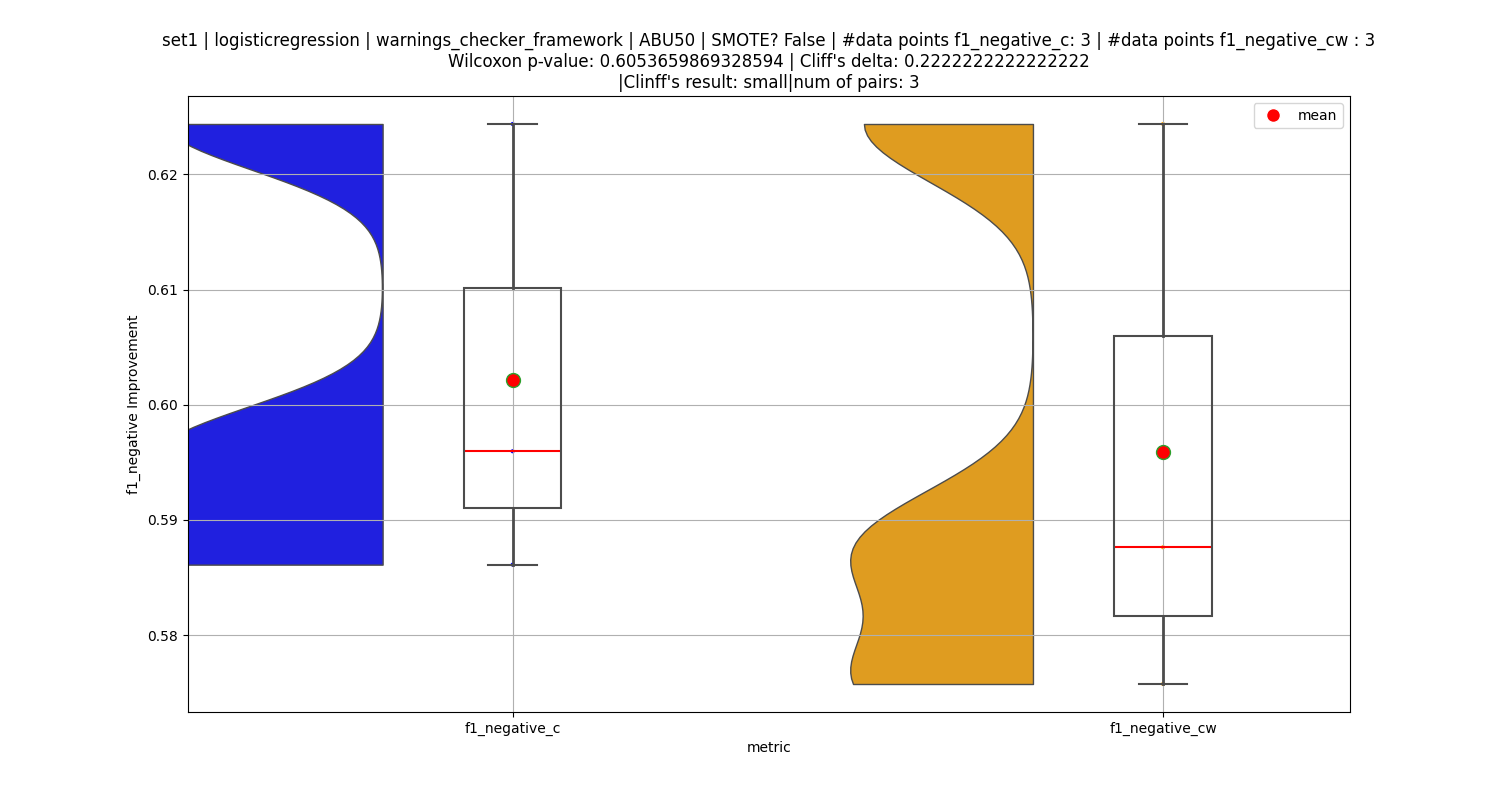 set1 | logisticregression | warnings_checker_framework | ABU50 | SMOTE? False | #data points f1_negative_c: 3 | #data points f1_negative_cw : 3
Wilcoxon p-value: 0.6053659869328594 | Cliff's delta: 0.2222222222222222
|Clinff's result: small|num of pairs: 3
mean
0.62
0.61
0.60
0.59
0.58
f1_negative Improvement
f1_negative_c
f1_negative_cw
metric